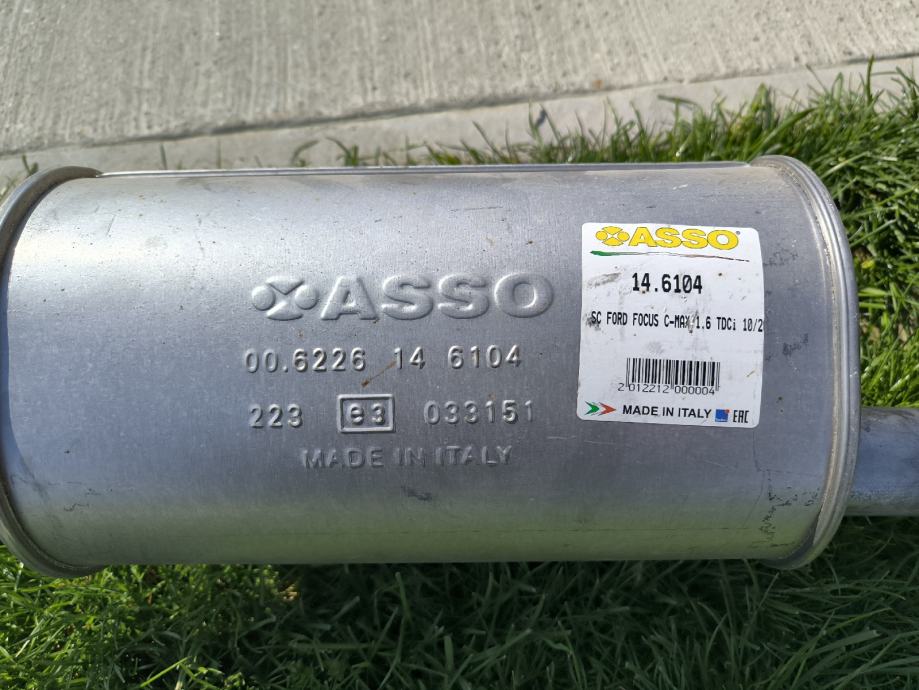 ASSO
00.6226 14 6104
223 e3 033151
MADE IN ITALY
ASSO
14.6104
SC FORD FOCUS C-MAX 1.6 TDCi 10/2
2 012212 000004
MADE IN ITALY EAC